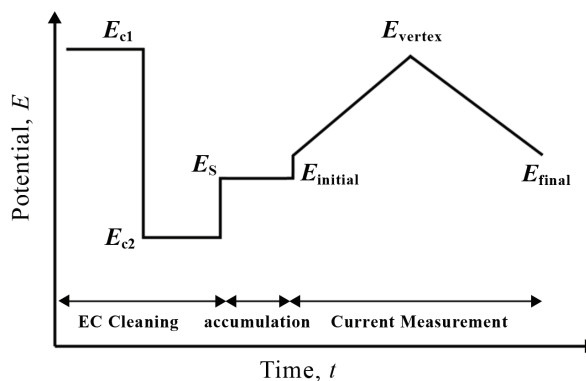 Potential, E
Ec1
Evertex
ES
Einitial
Efinal
Ec2
EC Cleaning
accumulation
Current Measurement
Time, t